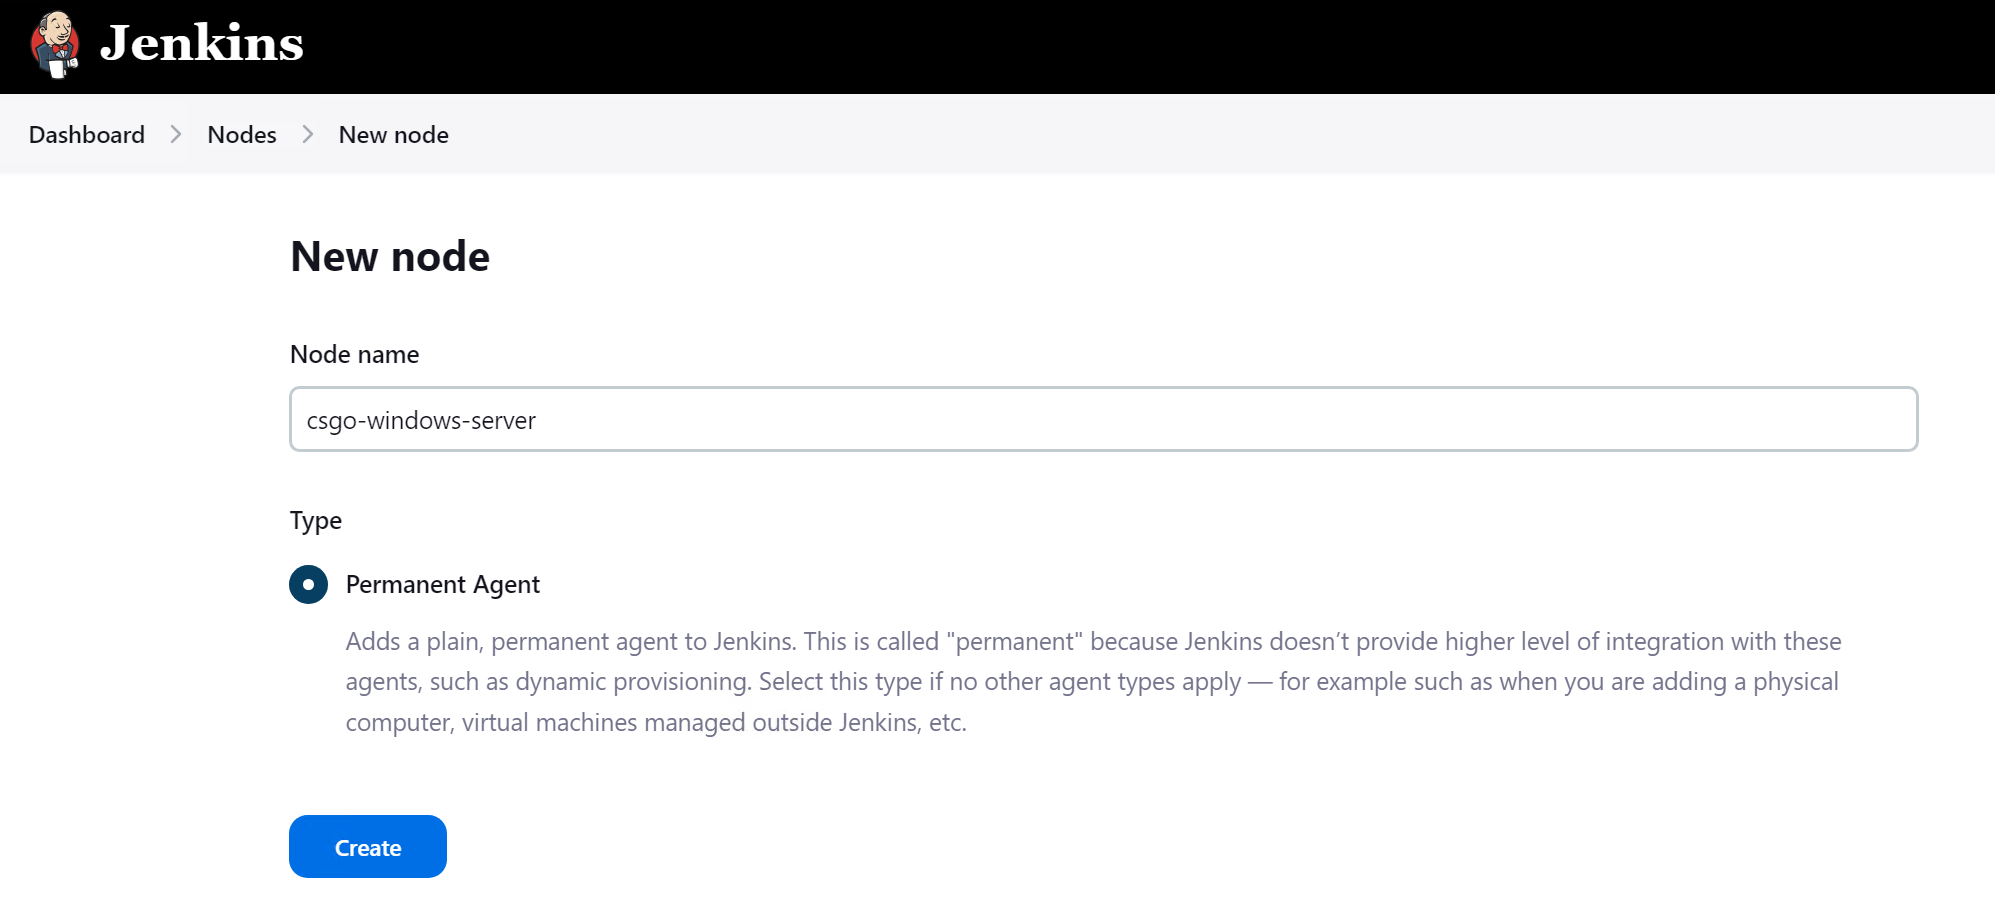 Jenkins
Dashboard > Nodes > New node
New node
Node name
csgo-windows-server
Type
Permanent Agent
Adds a plain, permanent agent to Jenkins. This is called "permanent" because Jenkins doesn’t provide higher level of integration with these
agents, such as dynamic provisioning. Select this type if no other agent types apply — for example such as when you are adding a physical
computer, virtual machines managed outside Jenkins, etc.
Create